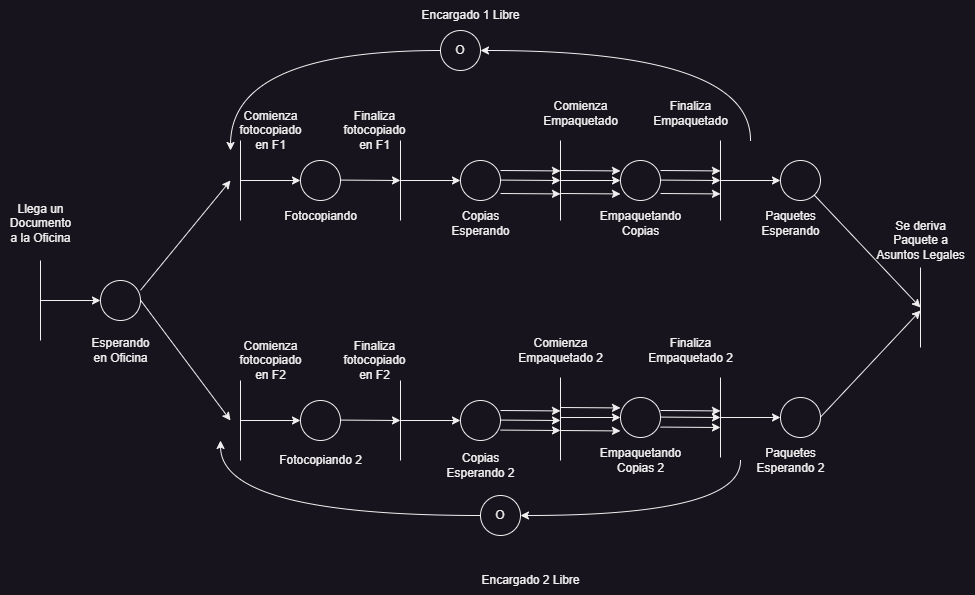 Encargado 1 Libre
O
Comienza
fotocopiado
en F1
Finaliza
fotocopiado
en F1
Comienza
Empaquetado
Finaliza
Empaquetado
Fotocopiando
Copias
Esperando
Empaquetando
Copias
Paquetes
Esperando
Llega un
Documento
a la Oficina
Se deriva
Paquete a
Asuntos Legales
Esperando
en Oficina
Comienza
fotocopiado
en F2
Finaliza
fotocopiado
en F2
Comienza
Empaquetado 2
Finaliza
Empaquetado 2
Fotocopiando 2
Copias
Esperando 2
Empaquetando
Copias 2
Paquetes
Esperando 2
O
Encargado 2 Libre